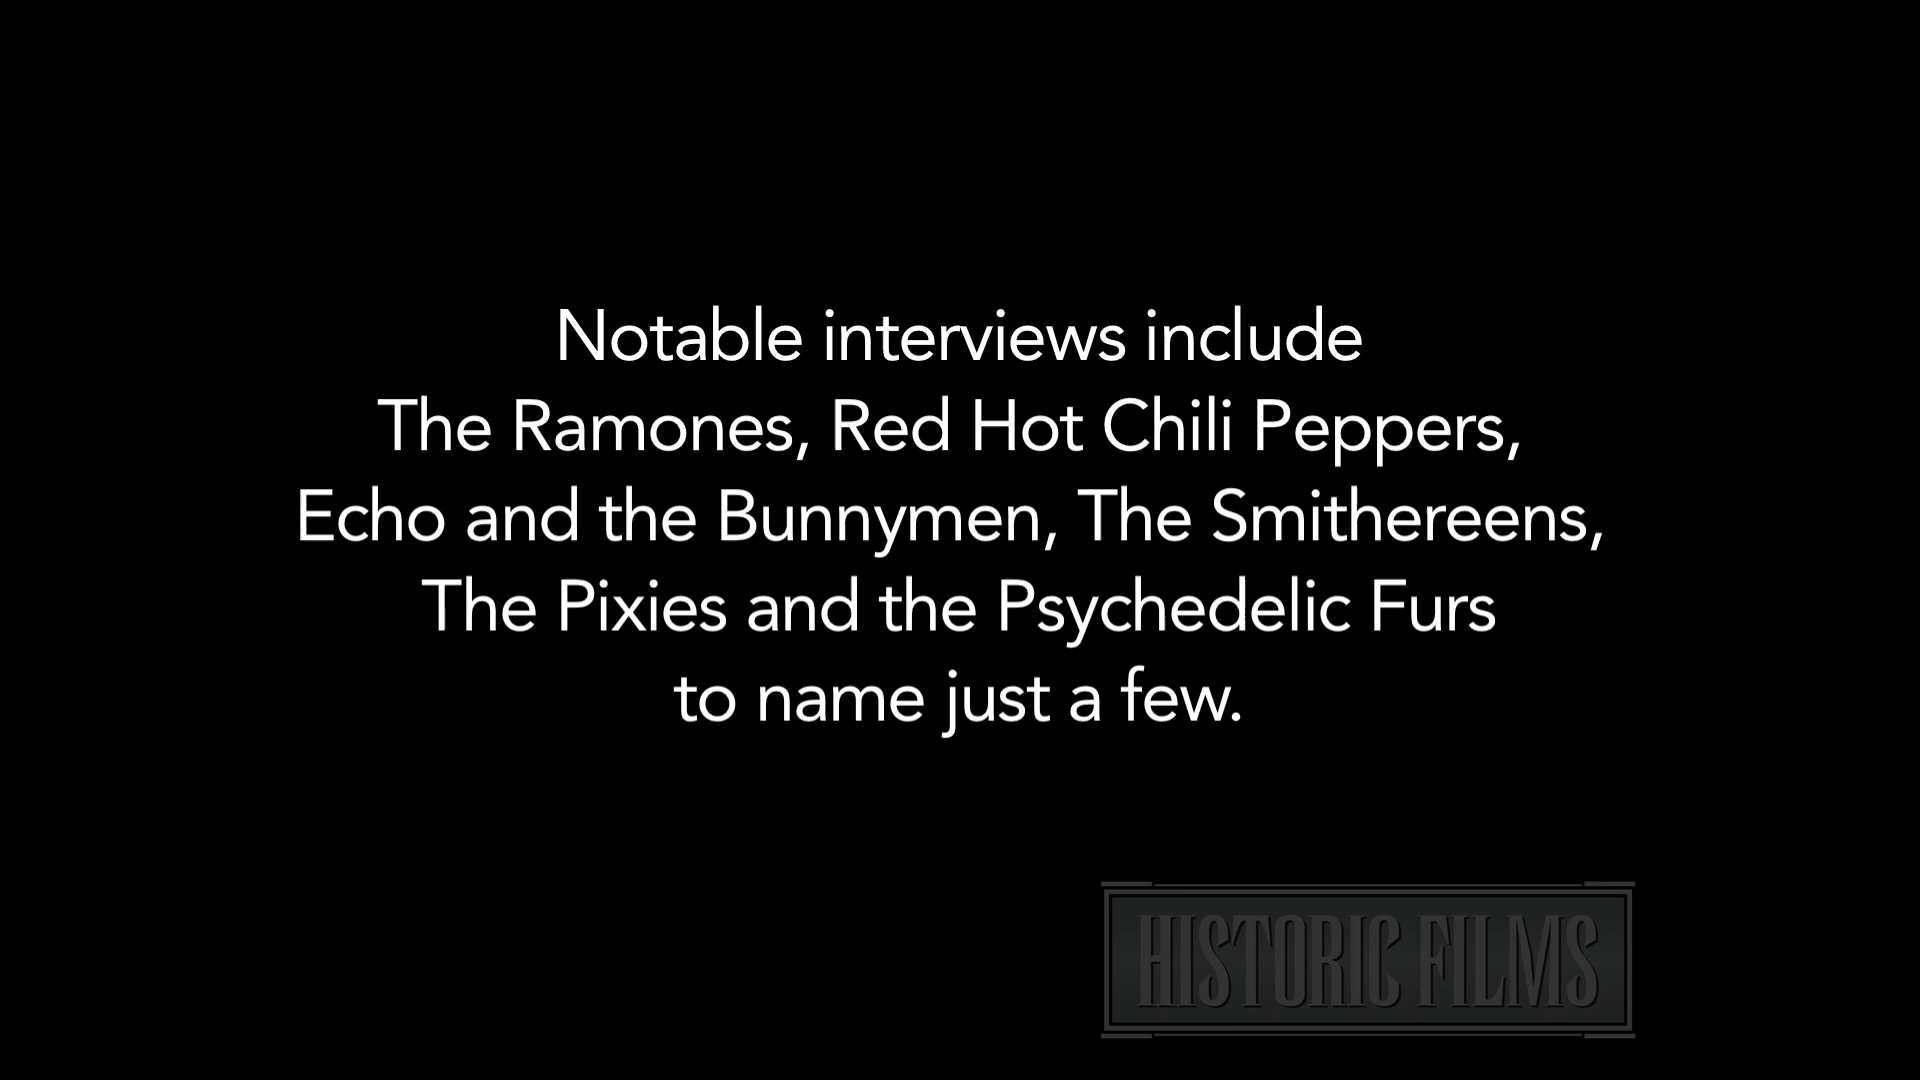 Notable interviews include
The Ramones, Red Hot Chili Peppers,
Echo and the Bunnymen, The Smithereens,
The Pixies and the Psychedelic Furs
to name just a few.
HISTORIC FILMS